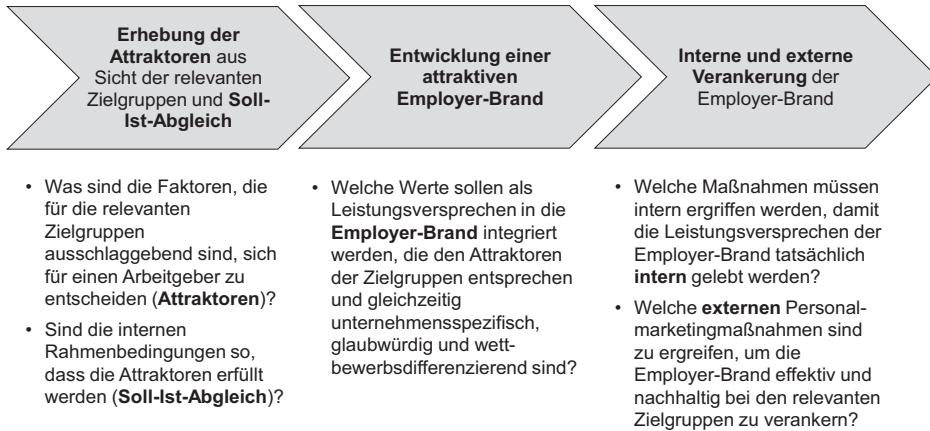 Erhebung der
Attraktoren aus
Sicht der relevanten
Zielgruppen und Soll-
Ist-Abgleich
Entwicklung einer
attraktiven
Employer-Brand
Interne und externe
Verankerung der
Employer-Brand
• Was sind die Faktoren, die
für die relevanten
Zielgruppen
ausschlaggebend sind, sich
für einen Arbeitgeber zu
entscheiden (Attraktoren)?
• Sind die internen
Rahmenbedingungen so,
dass die Attraktoren erfüllt
werden (Soll-Ist-Abgleich)?
• Welche Werte sollen als
Leistungsversprechen in die
Employer-Brand integriert
werden, die den Attraktoren
der Zielgruppen entsprechen
und gleichzeitig
unternehmensspezifisch,
glaubwürdig und wett-
bewerbsdifferenzierend sind?
• Welche Maßnahmen müssen
intern ergriffen werden, damit
die Leistungsversprechen der
Employer-Brand tatsächlich
intern gelebt werden?
• Welche externen Personal-
marketingmaßnahmen sind
zu ergreifen, um die
Employer-Brand effektiv und
nachhaltig bei den relevanten
Zielgruppen zu verankern?